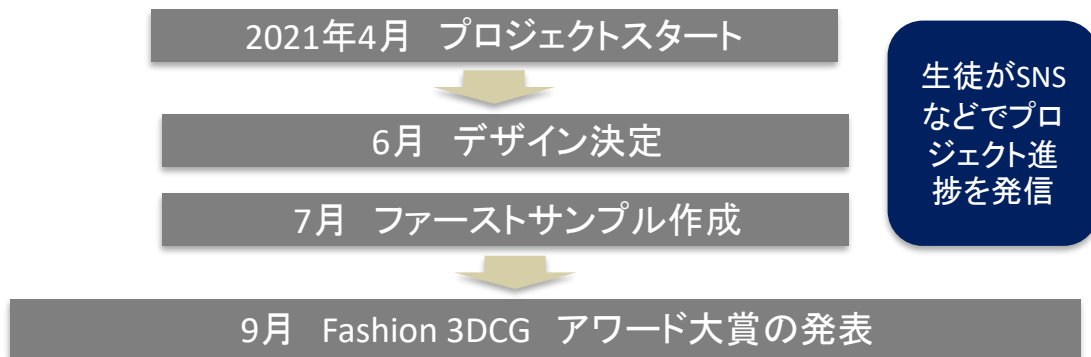 2021年4月　プロジェクトスタート
6月　デザイン決定
7月　ファーストサンプル作成
9月　Fashion 3DCG　アワード大賞の発表
生徒がSNS
などでプロ
ジェクト進
捗を発信